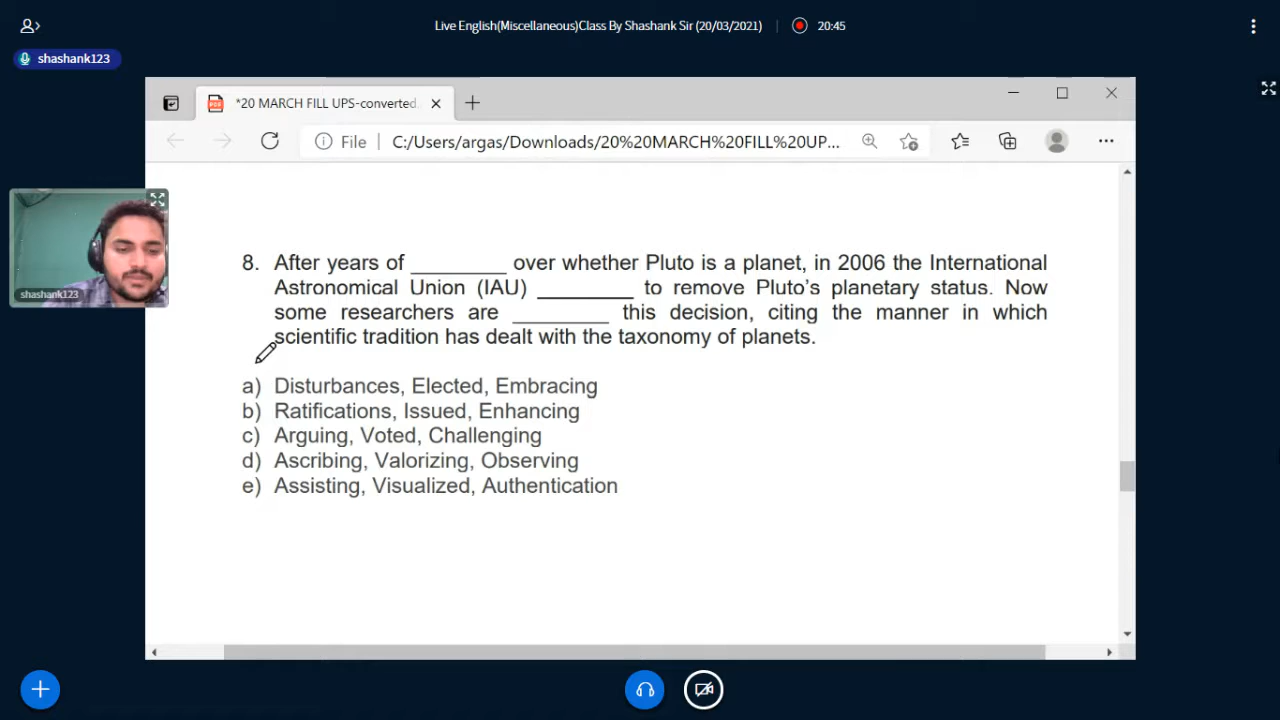 Live English(Miscellaneous)Class By Shashank Sir (20/03/2021)
20:45
shashank123
*20 MARCH FILL UPS-converted.
File
C:/Users/argas/Downloads/20%20MARCH%20FILL%20UP...
shashank123
8. After years of ________ over whether Pluto is a planet, in 2006 the International
Astronomical Union (IAU) ________ to remove Pluto's planetary status. Now
some researchers are ________ this decision, citing the manner in which
scientific tradition has dealt with the taxonomy of planets.
a) Disturbances, Elected, Embracing
b) Ratifications, Issued, Enhancing
c) Arguing, Voted, Challenging
d) Ascribing, Valorizing, Observing
e) Assisting, Visualized, Authentication